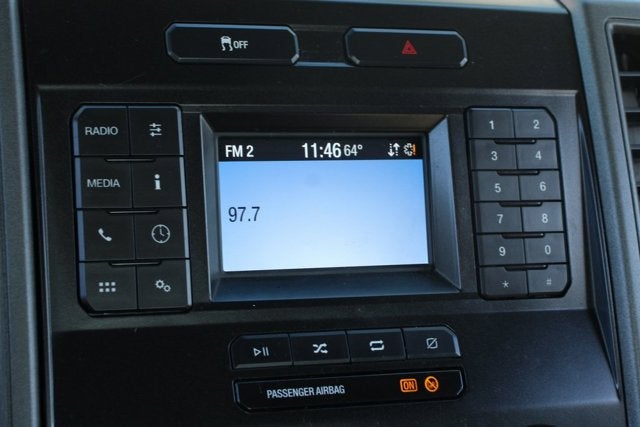 OFF
RADIO
MEDIA
i
FM 2 11:46 64°
97.7
1 2
3 4
5 6
7 8
9 0
* #
PASSENGER AIRBAG ON